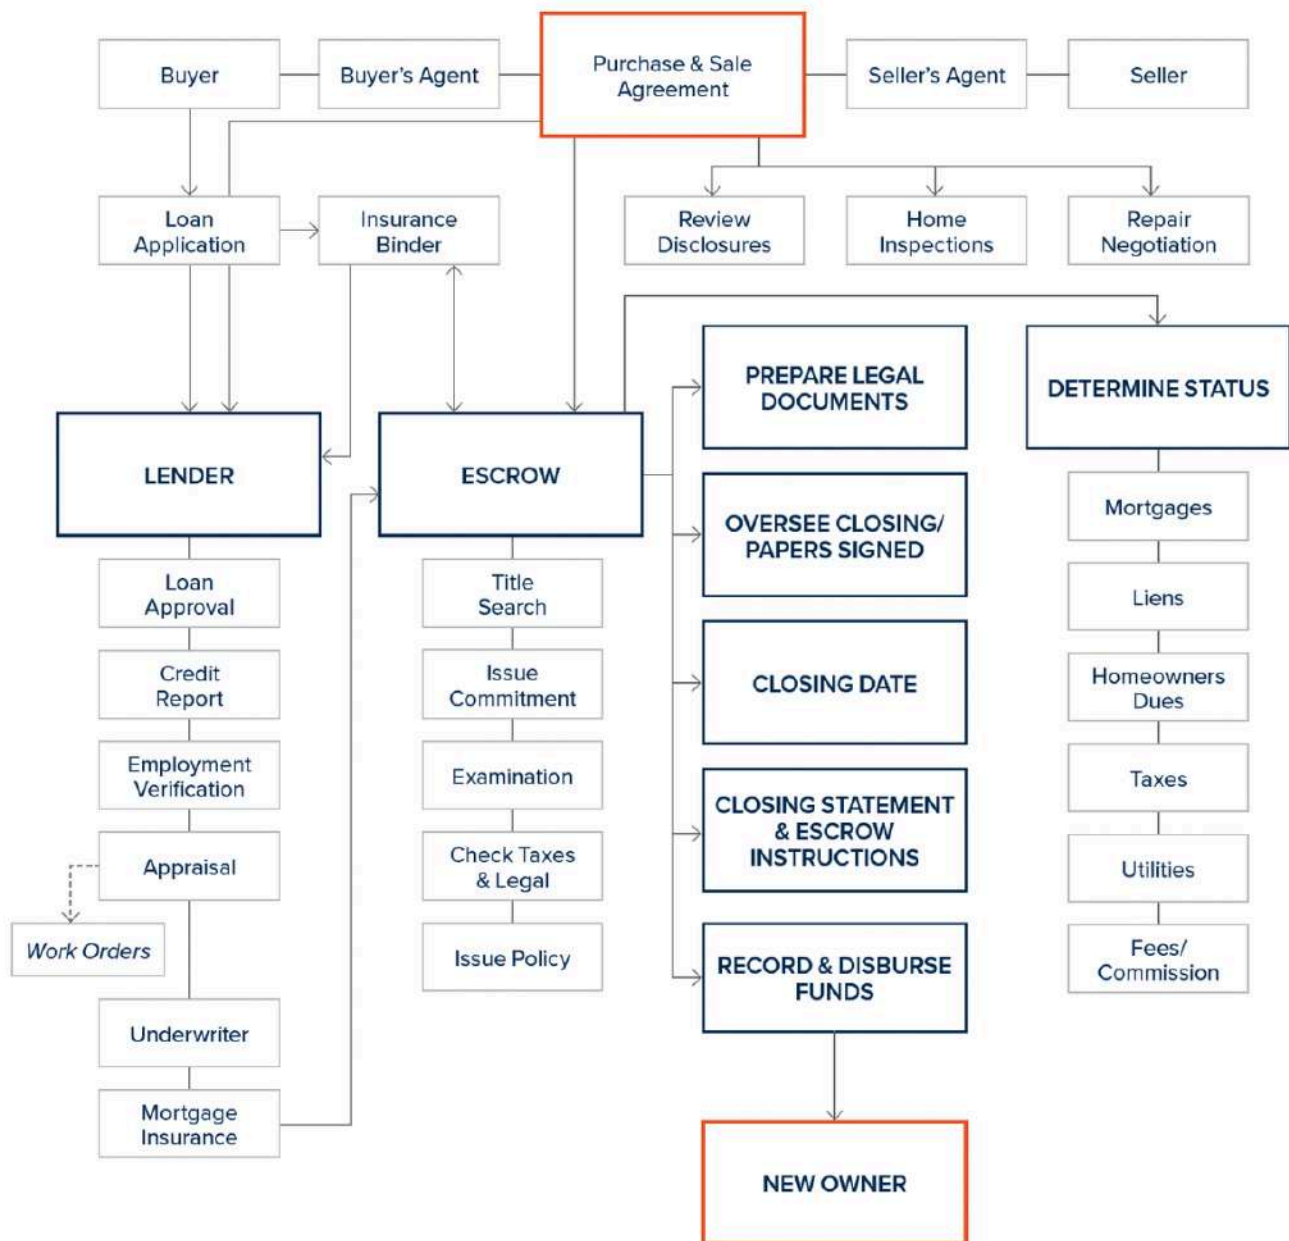 Buyer
Buyer's Agent
Purchase & Sale
Agreement
Seller's Agent
Seller
Loan
Application
Insurance
Binder
Review
Disclosures
Home
Inspections
Repair
Negotiation
LENDER
ESCROW
PREPARE LEGAL
DOCUMENTS
DETERMINE STATUS
OVERSEE CLOSING/
PAPERS SIGNED
CLOSING DATE
CLOSING STATEMENT
& ESCROW
INSTRUCTIONS
RECORD & DISBURSE
FUNDS
NEW OWNER
Loan
Approval
Credit
Report
Employment
Verification
Appraisal
Work Orders
Underwriter
Mortgage
Insurance
Title
Search
Issue
Commitment
Examination
Check Taxes
& Legal
Issue Policy
Mortgages
Liens
Homeowners
Dues
Taxes
Utilities
Fees/
Commission